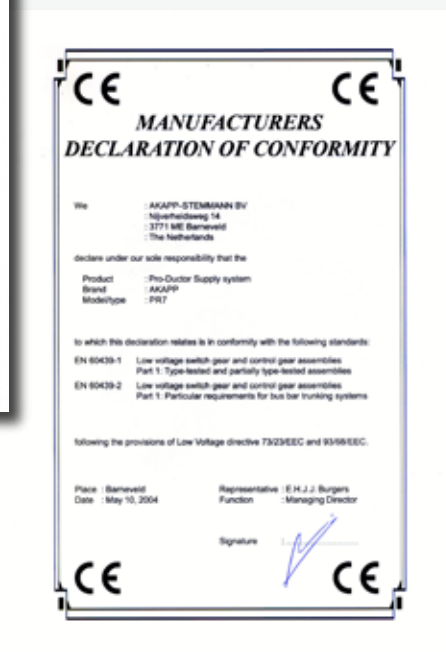 CE CE
MANUFACTURERS
DECLARATION OF CONFORMITY
We : AKAPP-STEMMANN BV
: Nijverheidsweg 14
: 3771 ME Barneveld
: The Netherlands
declare under our sole responsibility that the
Product : Pro-Ductor Supply system
Brand : AKAPP
Model/type : PR7
to which this declaration relates is in conformity with the following standards:
EN 60439-1 Low voltage switch gear and control gear assemblies
Part 1: Type-tested and partially type-tested assemblies
EN 60439-2 Low voltage switch gear and control gear assemblies
Part 1: Particular requirements for bus bar trunking systems
following the provisions of Low Voltage directive 73/23/EEC and 93/68/EEC.
Place : Barneveld Representative : E.H.J.J. Burgers
Date : May 10, 2004 Function : Managing Director
Signature :
CE CE